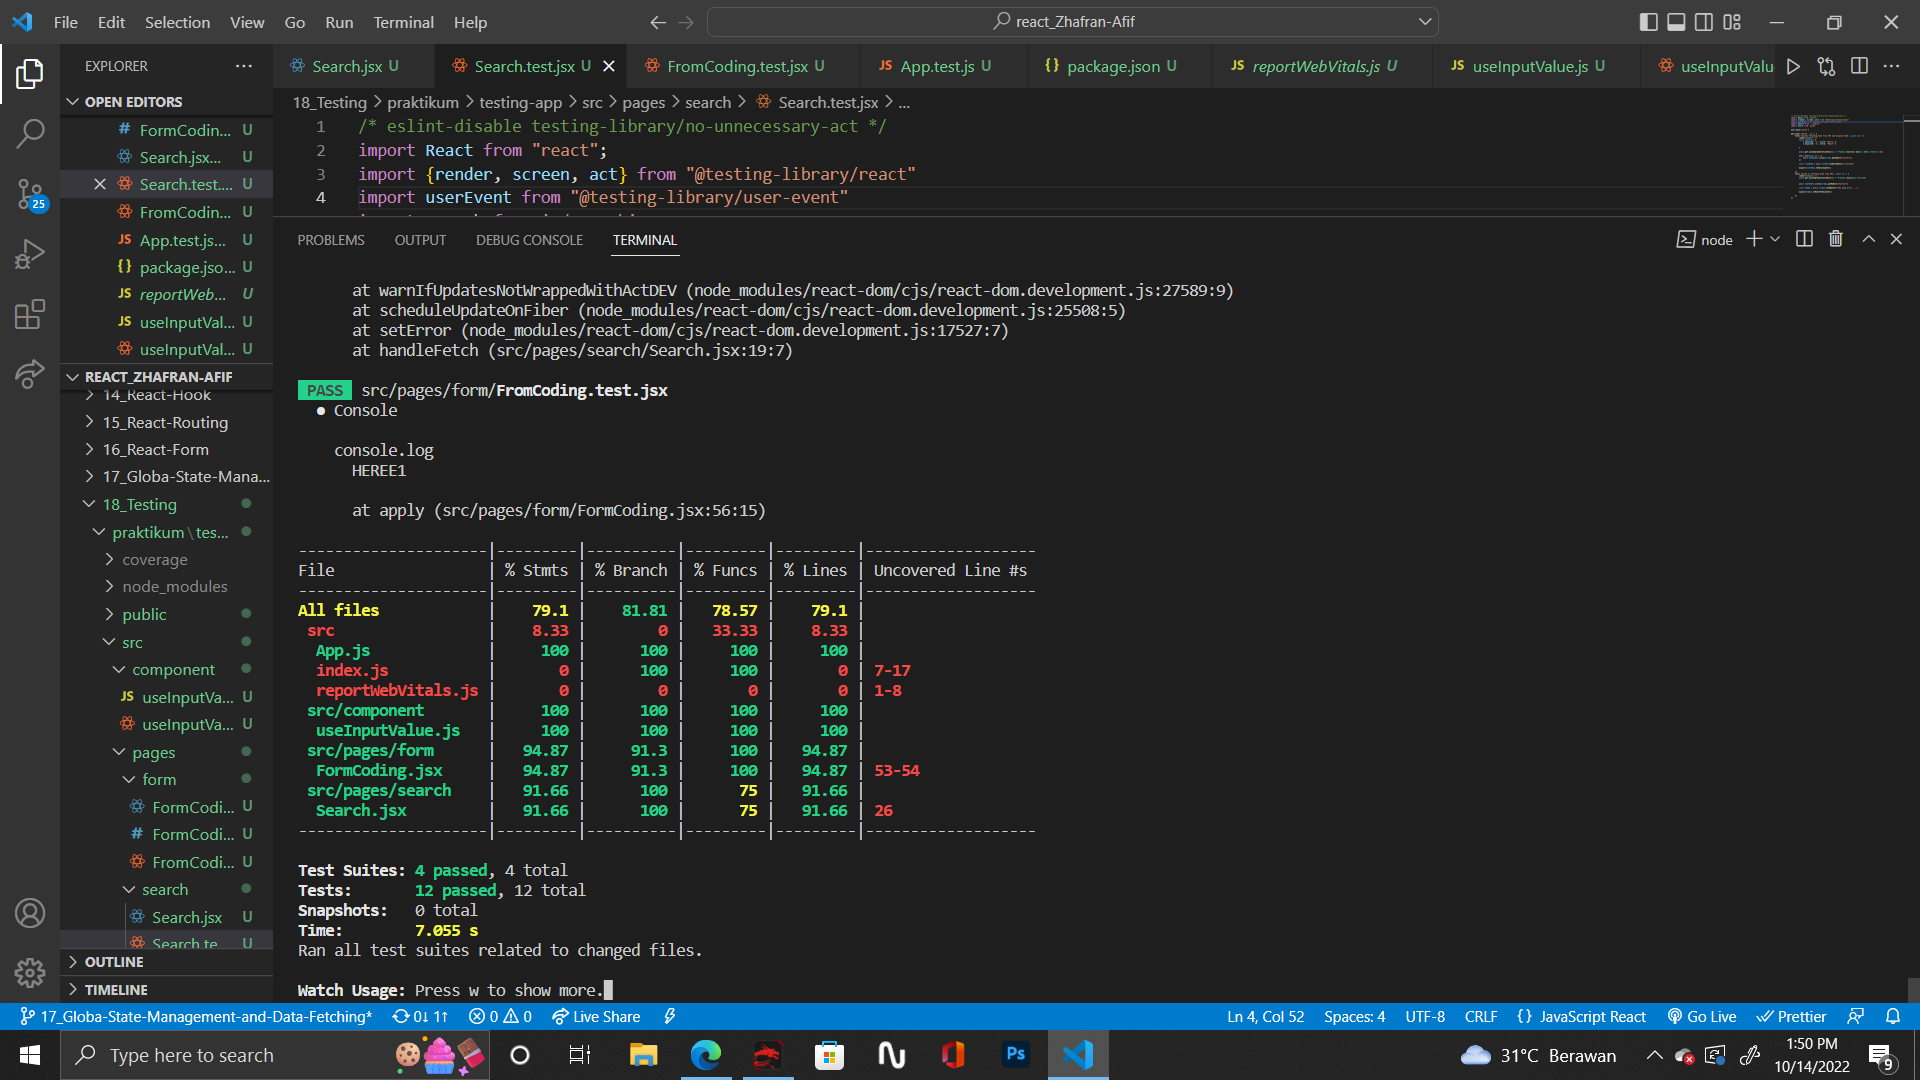 File Edit Selection View Go Run Terminal Help
react_Zhafran-Afif
EXPLORER
Search.jsx U
Search.test.jsx U
FromCoding.test.jsx U
App.test.js U
{} package.json U
JS reportWebVitals.js U
JS useInputValue.js U
useInputValu
OPEN EDITORS
# FormCodin... U
Search.jsx... U
Search.test.... U
FromCodin... U
JS App.test.js... U
{} package.jso... U
JS reportWeb... U
JS useInputVal... U
useInputVal... U
REACT_ZHAFRAN-AFIF
14_React-Hook
15_React-Routing
16_React-Form
17_Globa-State-Mana...
18_Testing
praktikum\tes...
coverage
node_modules
public
src
component
JS useInputVa... U
useInputVa... U
pages
form
FormCodi... U
# FormCodi... U
FromCodi... U
search
Search.jsx U
Search.te... U
OUTLINE
TIMELINE
25
18_Testing > praktikum > testing-app > src > pages > search > Search.test.jsx > ...
1 /* eslint-disable testing-library/no-unnecessary-act */
2 import React from "react";
3 import {render, screen, act} from "@testing-library/react"
4 import userEvent from "@testing-library/user-event"
PROBLEMS OUTPUT DEBUG CONSOLE TERMINAL
node
at warnIfUpdatesNotWrappedWithActDEV (node_modules/react-dom/cjs/react-dom.development.js:27589:9)
at scheduleUpdateOnFiber (node_modules/react-dom/cjs/react-dom.development.js:25508:5)
at setError (node_modules/react-dom/cjs/react-dom.development.js:17527:7)
at handleFetch (src/pages/search/Search.jsx:19:7)
PASS src/pages/form/FromCoding.test.jsx
● Console
console.log
HEREE1
at apply (src/pages/form/FormCoding.jsx:56:15)
---------------------|---------|----------|---------|---------|-------------------
File | % Stmts | % Branch | % Funcs | % Lines | Uncovered Line #s
---------------------|---------|----------|---------|---------|-------------------
All files | 79.1 | 81.81 | 78.57 | 79.1 |
src | 8.33 | 0 | 33.33 | 8.33 |
App.js | 100 | 100 | 100 | 100 |
index.js | 0 | 100 | 100 | 0 | 7-17
reportWebVitals.js | 0 | 0 | 0 | 0 | 1-8
src/component | 100 | 100 | 100 | 100 |
useInputValue.js | 100 | 100 | 100 | 100 |
src/pages/form | 94.87 | 91.3 | 100 | 94.87 |
FormCoding.jsx | 94.87 | 91.3 | 100 | 94.87 | 53-54
src/pages/search | 91.66 | 100 | 75 | 91.66 |
Search.jsx | 91.66 | 100 | 75 | 91.66 | 26
---------------------|---------|----------|---------|---------|-------------------
Test Suites: 4 passed, 4 total
Tests: 12 passed, 12 total
Snapshots: 0 total
Time: 7.055 s
Ran all test suites related to changed files.
Watch Usage: Press w to show more.
17_Globa-State-Management-and-Data-Fetching* 0↓ 1↑ 0 0 Live Share
Ln 4, Col 52 Spaces: 4 UTF-8 CRLF {} JavaScript React Go Live Prettier
Type here to search
Ps
31°C Berawan
1:50 PM
10/14/2022
9